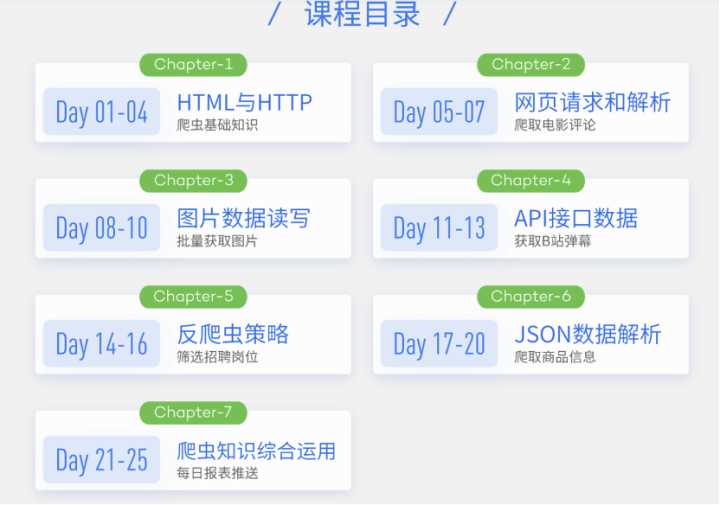 / 课程目录 /
Chapter-1
Day 01-04
HTML与HTTP
爬虫基础知识
Chapter-2
Day 05-07
网页请求和解析
爬取电影评论
Chapter-3
Day 08-10
图片数据读写
批量获取图片
Chapter-4
Day 11-13
API接口数据
获取B站弹幕
Chapter-5
Day 14-16
反爬虫策略
筛选招聘岗位
Chapter-6
Day 17-20
JSON数据解析
爬取商品信息
Chapter-7
Day 21-25
爬虫知识综合运用
每日报表推送